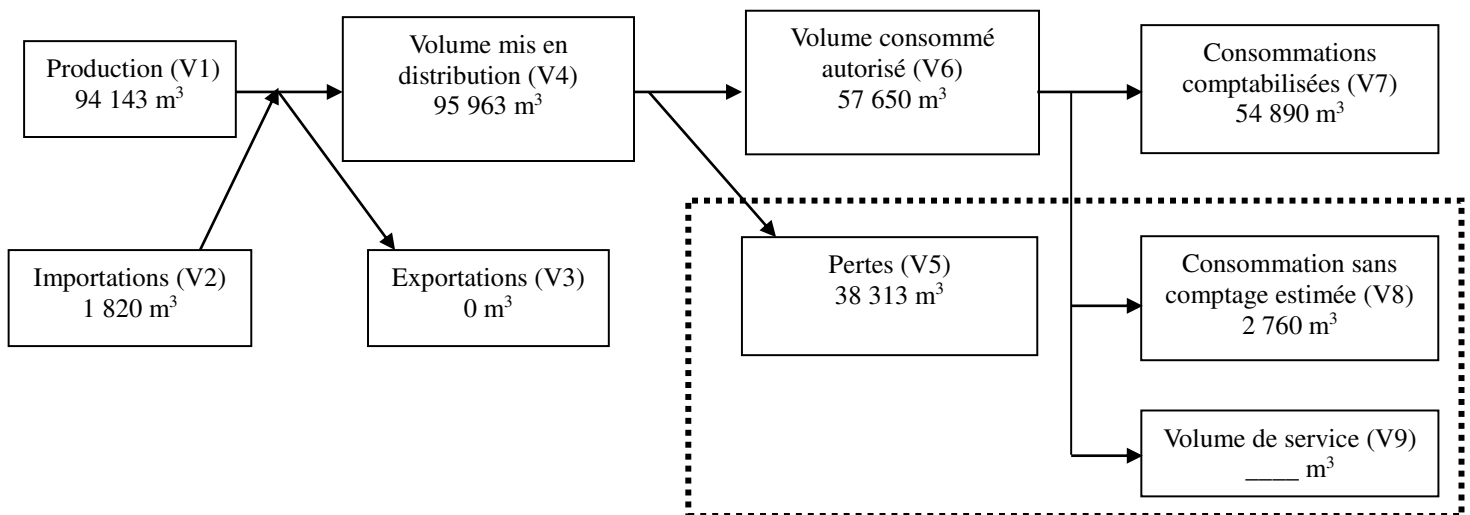 Production (V1)
94 143 m³
Volume mis en
distribution (V4)
95 963 m³
Volume consommé
autorisé (V6)
57 650 m³
Consommations
comptabilisées (V7)
54 890 m³
Importations (V2)
1 820 m³
Exportations (V3)
0 m³
Pertes (V5)
38 313 m³
Consommation sans
comptage estimée (V8)
2 760 m³
Volume de service (V9)
____ m³